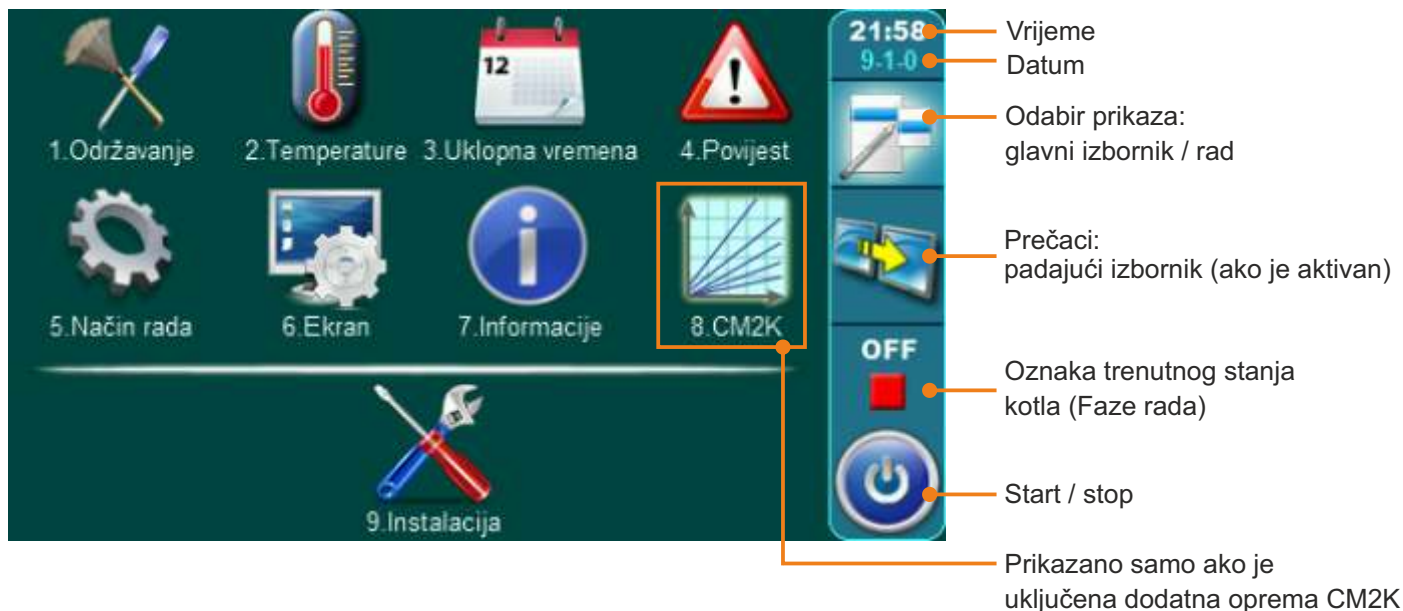 21:58
9-1-0
12
1.Održavanje
2.Temperature
3.Uklopna vremena
4.Povijest
5.Način rada
6.Ekran
7.Informacije
8.CM2K
9.Instalacija
OFF
Vrijeme
Datum
Odabir prikaza:
glavni izbornik / rad
Prečaci:
padajući izbornik (ako je aktivan)
Oznaka trenutnog stanja
kotla (Faze rada)
Start / stop
Prikazano samo ako je
uključena dodatna oprema CM2K